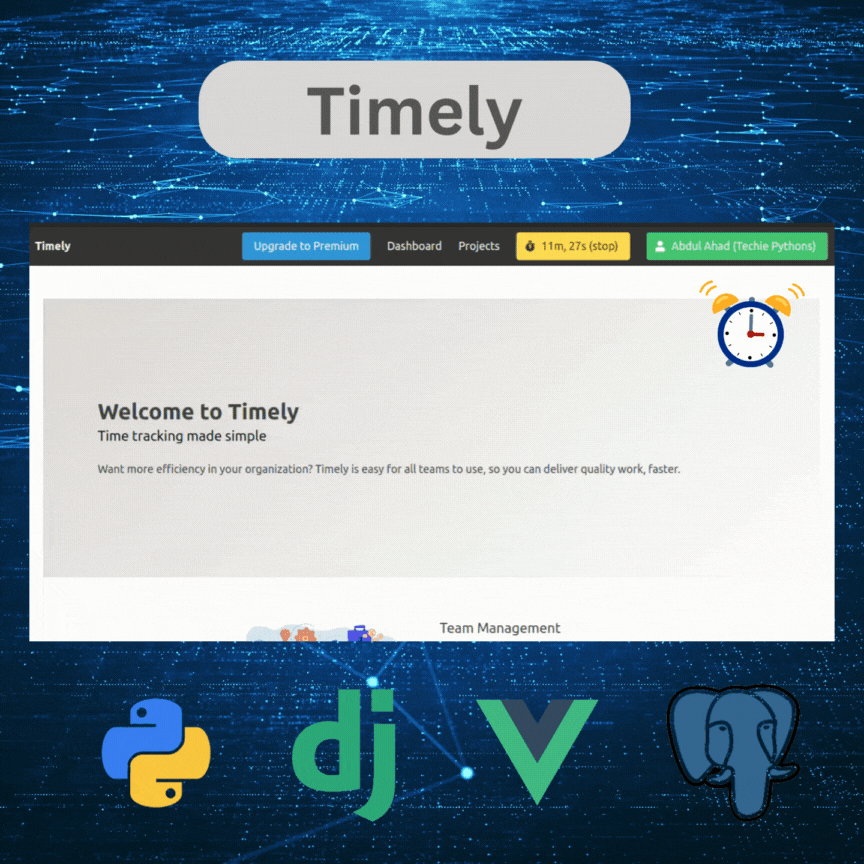 Timely
Timely Upgrade to Premium Dashboard Projects 11m, 27s (stop) Abdul Ahad (Techie Pythons)
Welcome to Timely
Time tracking made simple
Want more efficiency in your organization? Timely is easy for all teams to use, so you can deliver quality work, faster.
Team Management
dj